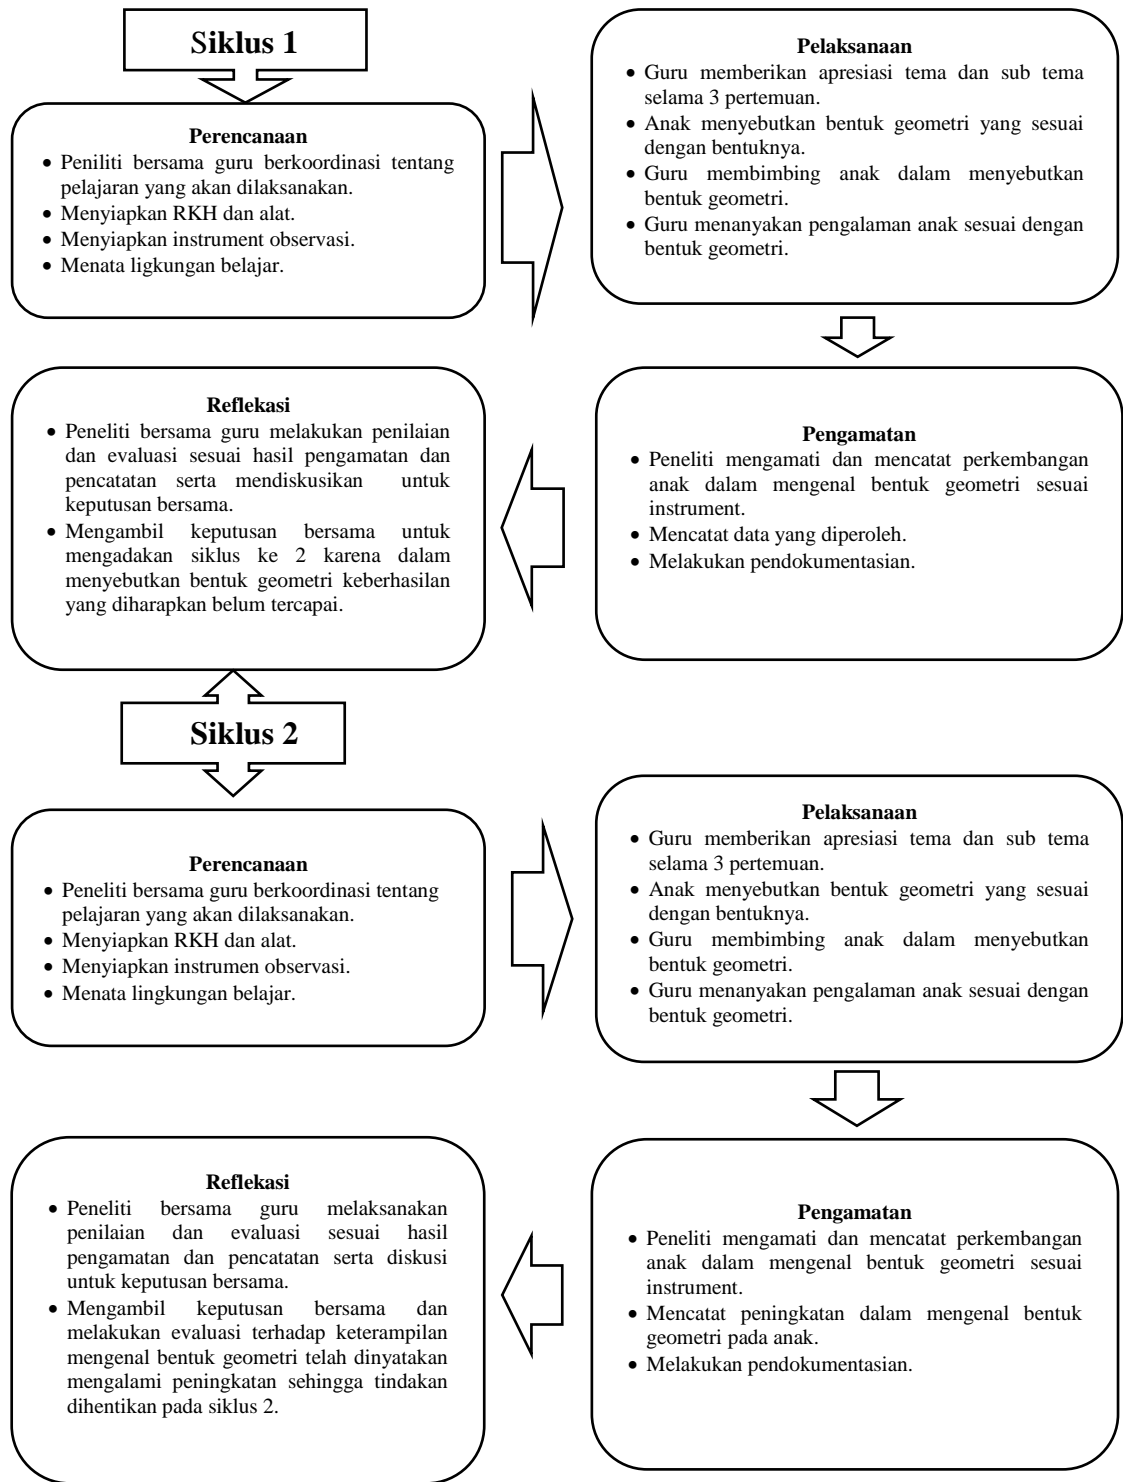 Siklus 1
Perencanaan
• Peniliti bersama guru berkoordinasi tentang
pelajaran yang akan dilaksanakan.
• Menyiapkan RKH dan alat.
• Menyiapkan instrument observasi.
• Menata ligkungan belajar.
Pelaksanaan
• Guru memberikan apresiasi tema dan sub tema
selama 3 pertemuan.
• Anak menyebutkan bentuk geometri yang sesuai
dengan bentuknya.
• Guru membimbing anak dalam menyebutkan
bentuk geometri.
• Guru menanyakan pengalaman anak sesuai dengan
bentuk geometri.
Pengamatan
• Peneliti mengamati dan mencatat perkembangan
anak dalam mengenal bentuk geometri sesuai
instrument.
• Mencatat data yang diperoleh.
• Melakukan pendokumentasian.
Reflekasi
• Peneliti bersama guru melakukan penilaian
dan evaluasi sesuai hasil pengamatan dan
pencatatan serta mendiskusikan untuk
keputusan bersama.
• Mengambil keputusan bersama untuk
mengadakan siklus ke 2 karena dalam
menyebutkan bentuk geometri keberhasilan
yang diharapkan belum tercapai.
Siklus 2
Perencanaan
• Peneliti bersama guru berkoordinasi tentang
pelajaran yang akan dilaksanakan.
• Menyiapkan RKH dan alat.
• Menyiapkan instrumen observasi.
• Menata lingkungan belajar.
Pelaksanaan
• Guru memberikan apresiasi tema dan sub tema
selama 3 pertemuan.
• Anak menyebutkan bentuk geometri yang sesuai
dengan bentuknya.
• Guru membimbing anak dalam menyebutkan
bentuk geometri.
• Guru menanyakan pengalaman anak sesuai dengan
bentuk geometri.
Pengamatan
• Peneliti mengamati dan mencatat perkembangan
anak dalam mengenal bentuk geometri sesuai
instrument.
• Mencatat peningkatan dalam mengenal bentuk
geometri pada anak.
• Melakukan pendokumentasian.
Reflekasi
• Peneliti bersama guru melaksanakan
penilaian dan evaluasi sesuai hasil
pengamatan dan pencatatan serta diskusi
untuk keputusan bersama.
• Mengambil keputusan bersama dan
melakukan evaluasi terhadap keterampilan
mengenal bentuk geometri telah dinyatakan
mengalami peningkatan sehingga tindakan
dihentikan pada siklus 2.